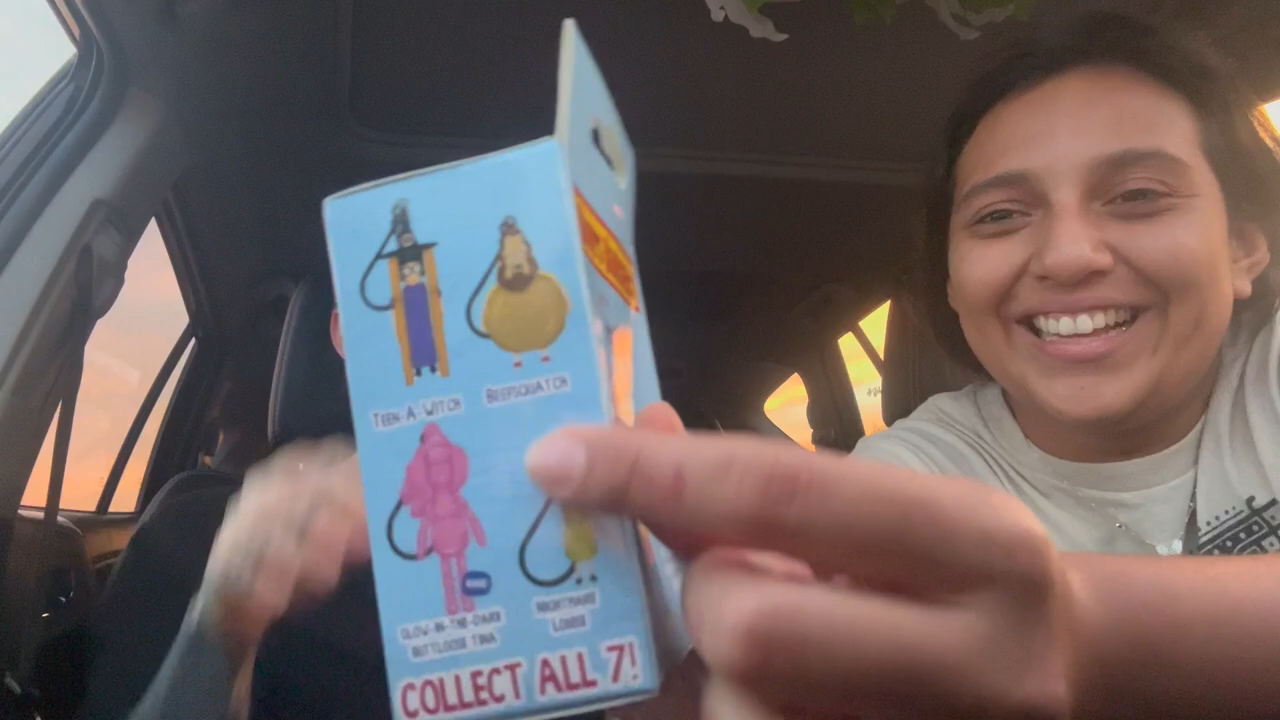 TEEN-A-WITCH
BEEFSQUATCH
GLOW-IN-THE-DARK
BUTTLOOSE TINA
NIGHTMARE
LOUISE
COLLECT ALL 7!